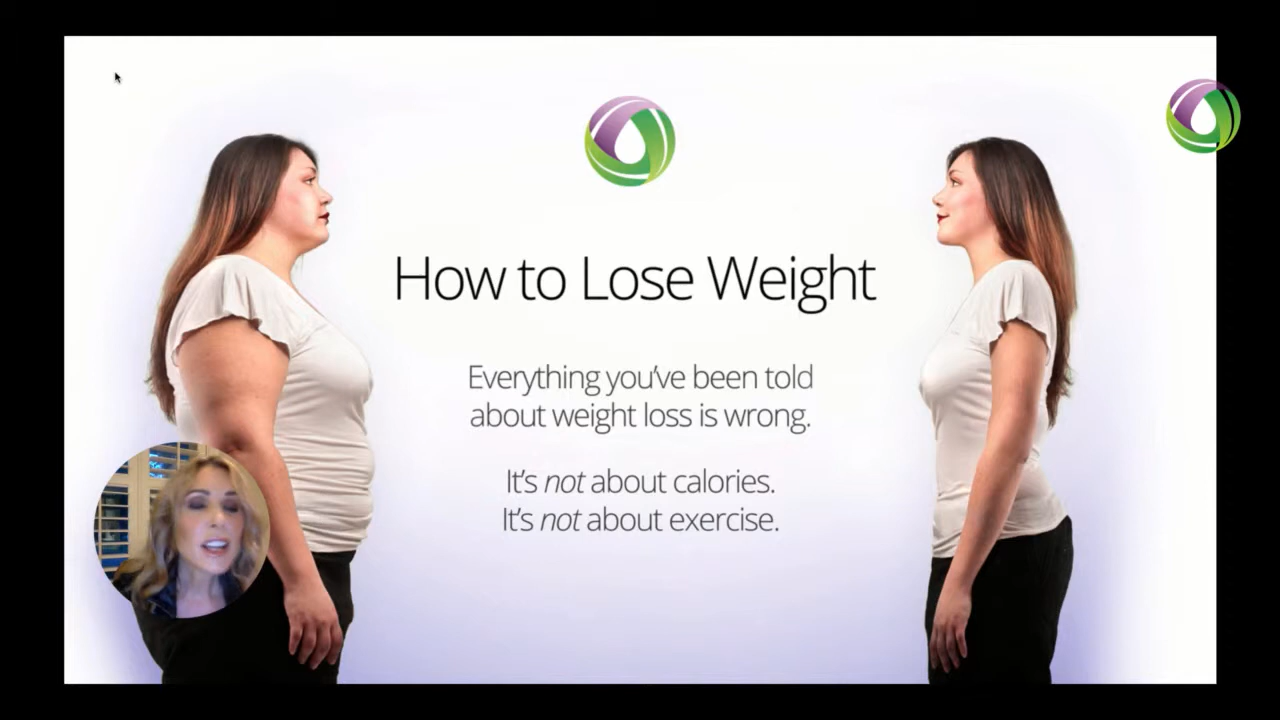 How to Lose Weight
Everything you've been told
about weight loss is wrong.
It's not about calories.
It's not about exercise.